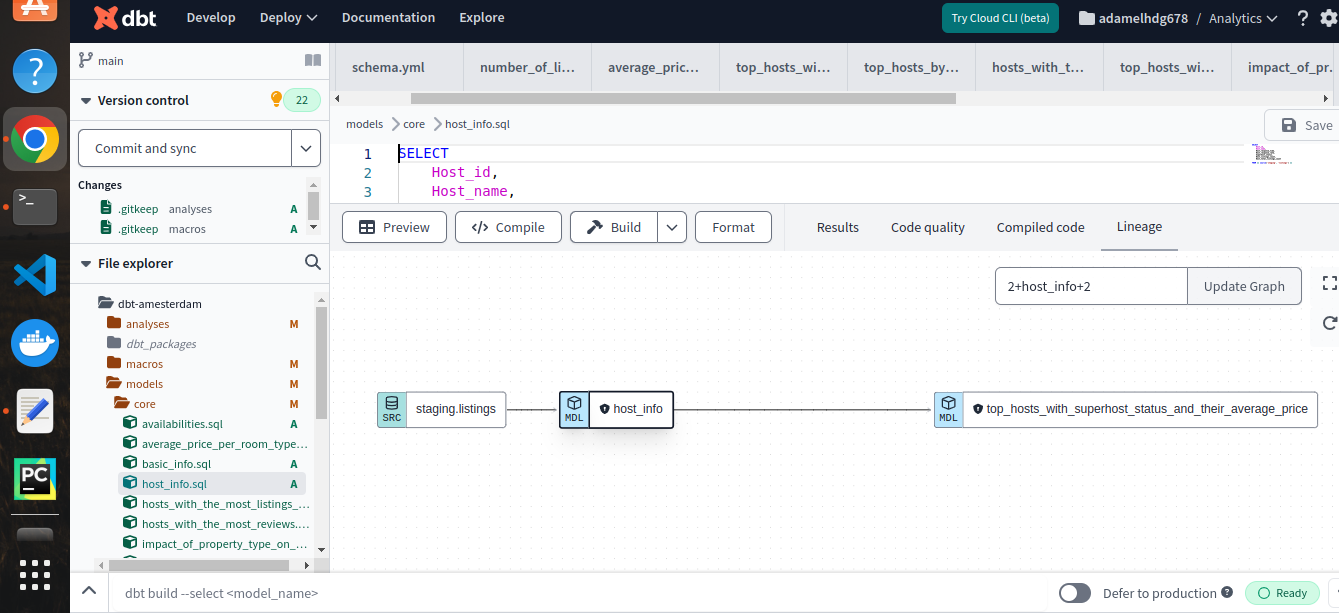 dbt
Develop
Deploy
Documentation
Explore
Try Cloud CLI (beta)
adamelhdg678 / Analytics
?
main
Version control
22
Commit and sync
Changes
.gitkeep analyses A
.gitkeep macros A
File explorer
dbt-amesterdam
analyses M
dbt_packages
macros M
models M
core M
availabilities.sql A
average_price_per_room_type...
basic_info.sql A
host_info.sql A
hosts_with_the_most_listings_...
hosts_with_the_most_reviews....
impact_of_property_type_on_...
schema.yml
number_of_li...
average_pric...
top_hosts_wi...
top_hosts_by...
hosts_with_t...
top_hosts_wi...
impact_of_pr.
models > core > host_info.sql
Save
1 SELECT
2 Host_id,
3 Host_name,
Preview
</> Compile
Build
Format
Results
Code quality
Compiled code
Lineage
2+host_info+2
Update Graph
SRC staging.listings
MDL host_info
MDL top_hosts_with_superhost_status_and_their_average_price
dbt build --select <model_name>
Defer to production ?
Ready
>_
?
PC